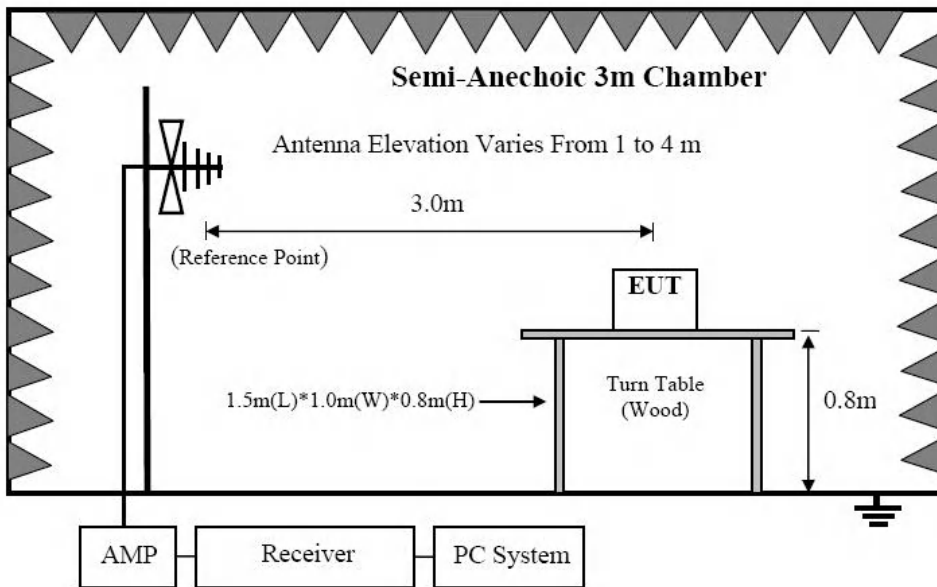 Semi-Anechoic 3m Chamber
Antenna Elevation Varies From 1 to 4 m
3.0m
(Reference Point)
EUT
1.5m(L)*1.0m(W)*0.8m(H)
Turn Table
(Wood)
0.8m
AMP
Receiver
PC System